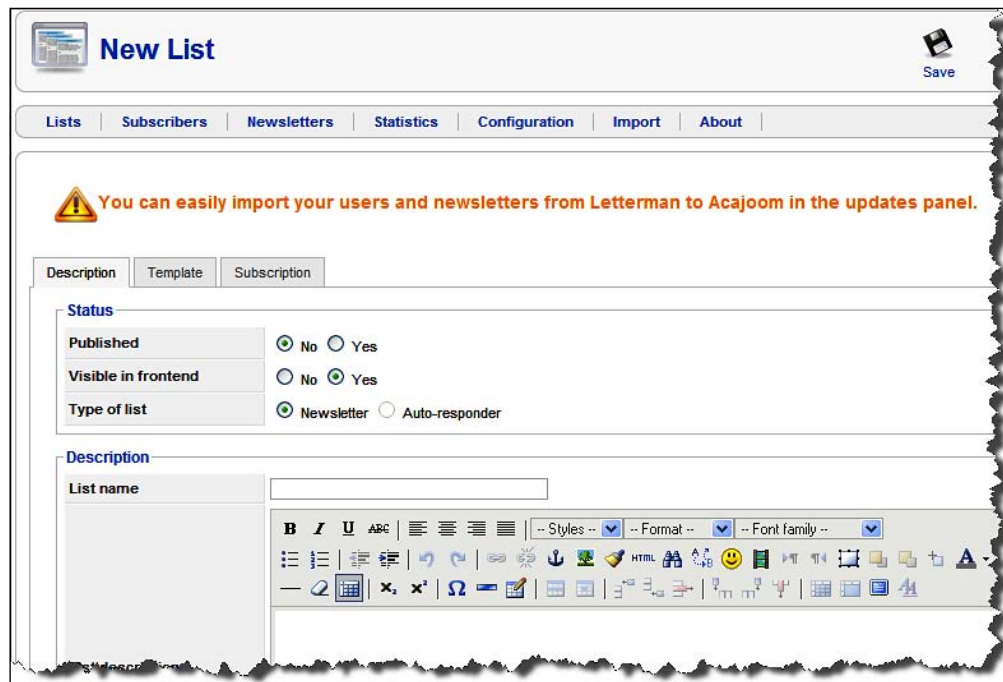 New List
Save
Lists Subscribers Newsletters Statistics Configuration Import About
You can easily import your users and newsletters from Letterman to Acajoom in the updates panel.
Description Template Subscription
Status
Published No Yes
Visible in frontend No Yes
Type of list Newsletter Auto-responder
Description
List name
B I U ABC -- Styles -- -- Format -- -- Font family --
HTML A
x₂ x² Ω